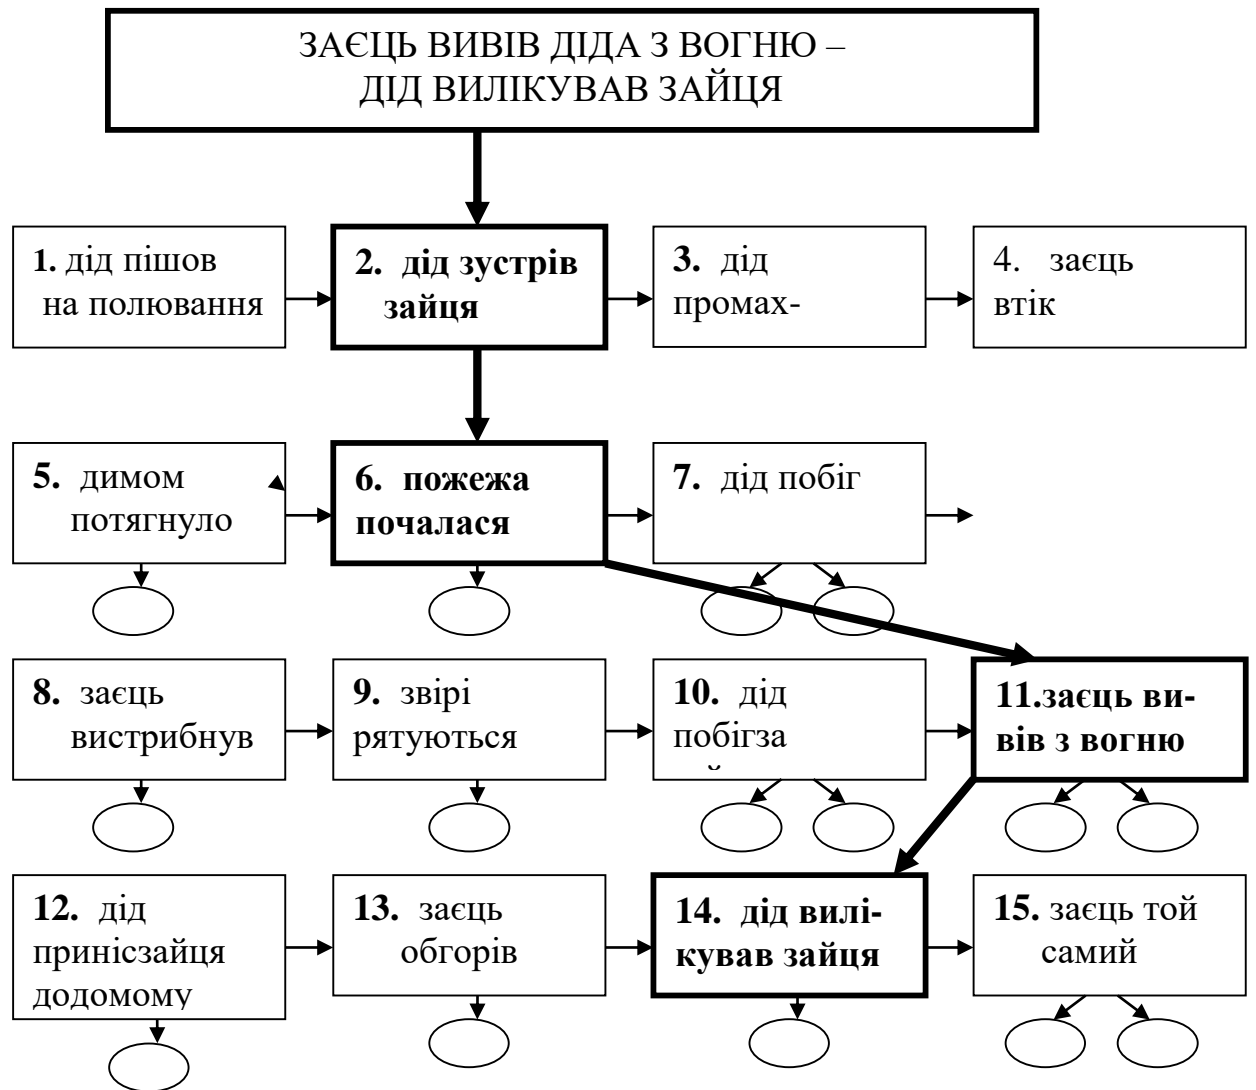 ЗАЄЦЬ ВИВІВ ДІДА З ВОГНЮ –
ДІД ВИЛІКУВАВ ЗАЙЦЯ
1. дід пішов
на полювання
2. дід зустрів
зайця
3. дід
промах-
4. заєць
втік
5. димом
потягнуло
6. пожежа
почалася
7. дід побіг
8. заєць
вистрибнув
9. звірі
рятуються
10. дід
побігза
11.заєць ви-
вів з вогню
12. дід
принісзайця
додомому
13. заєць
обгорів
14. дід вилі-
кував зайця
15. заєць той
самий